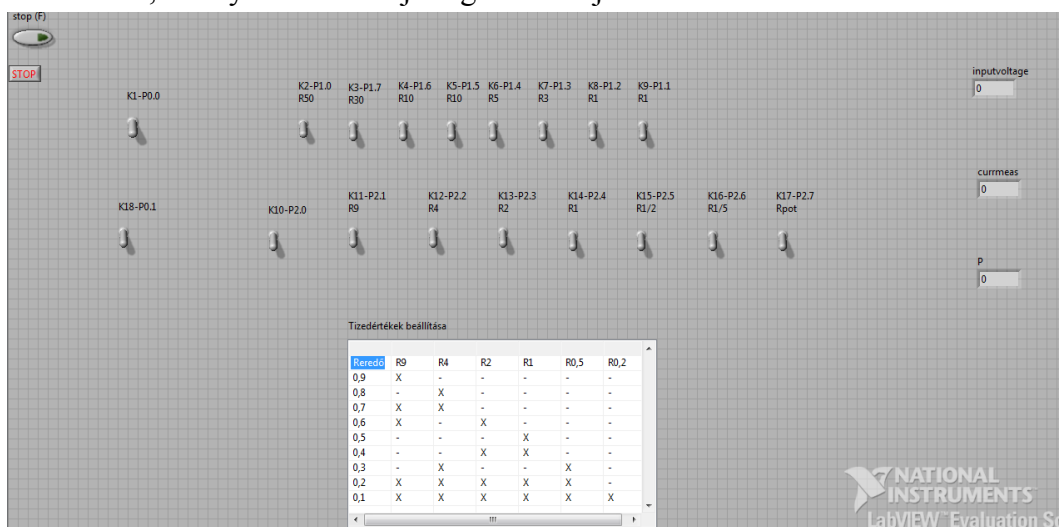 stop (F)
STOP
K1-P0.0
K2-P1.0 K3-P1.7 K4-P1.6 K5-P1.5 K6-P1.4 K7-P1.3 K8-P1.2 K9-P1.1
R50 R30 R10 R10 R5 R3 R1 R1
inputvoltage
0
currmeas
0
K18-P0.1 K10-P2.0
K11-P2.1 K12-P2.2 K13-P2.3 K14-P2.4 K15-P2.5 K16-P2.6 K17-P2.7
R9 R4 R2 R1 R1/2 R1/5 Rpot
P
0
Tizedértékek beállítása
Reredő R9 R4 R2 R1 R0,5 R0,2
0,9 X - - - - -
0,8 - X - - - -
0,7 X X - - - -
0,6 X - X - - -
0,5 - - - X - -
0,4 - - X X - -
0,3 - X - - X -
0,2 X X X X X -
0,1 X X X X X X
NATIONAL
INSTRUMENTS
LabVIEW™ Evaluation S